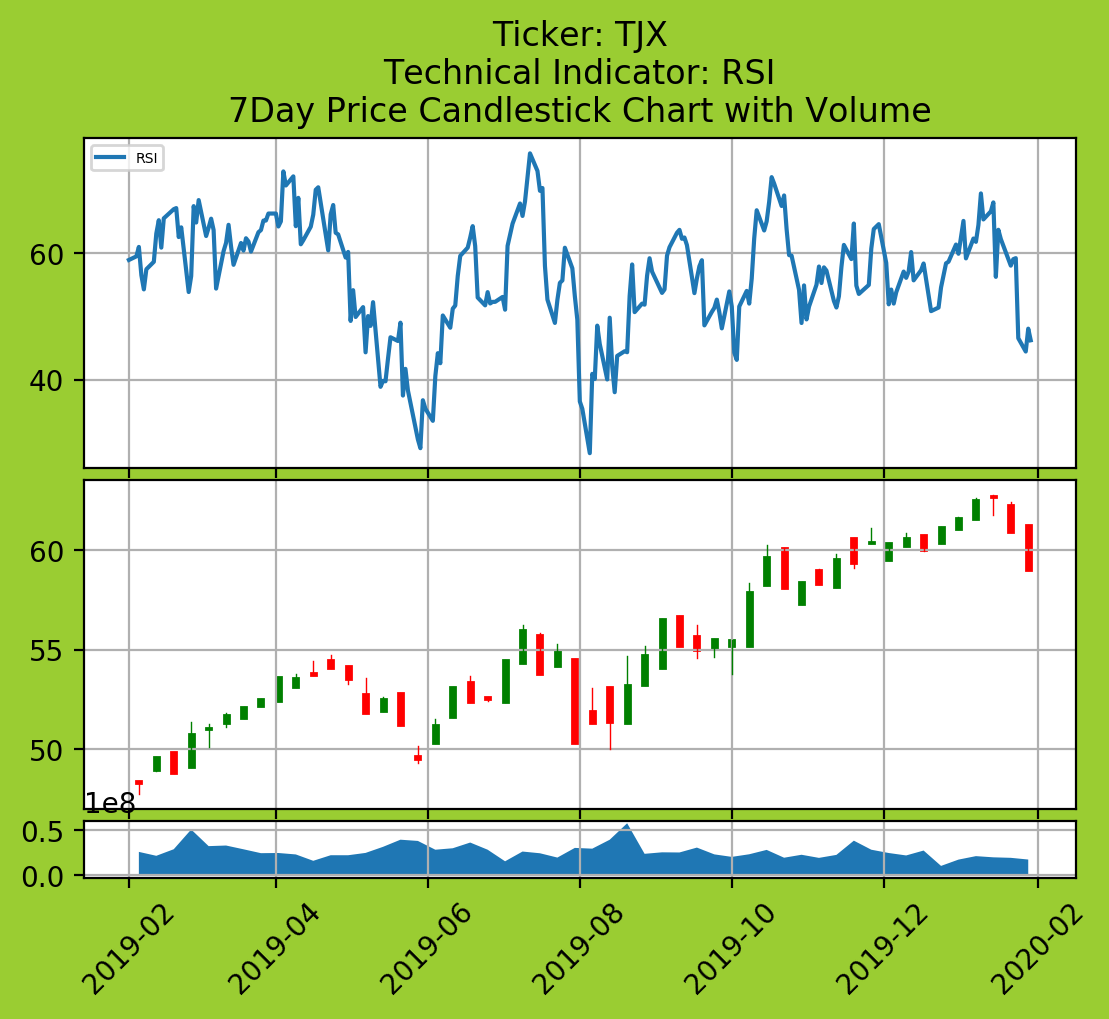 Ticker: TJX
Technical Indicator: RSI
7Day Price Candlestick Chart with Volume
RSI
60
40
60
55
50
1e8
0.5
0.0
2019-02
2019-04
2019-06
2019-08
2019-10
2019-12
2020-02